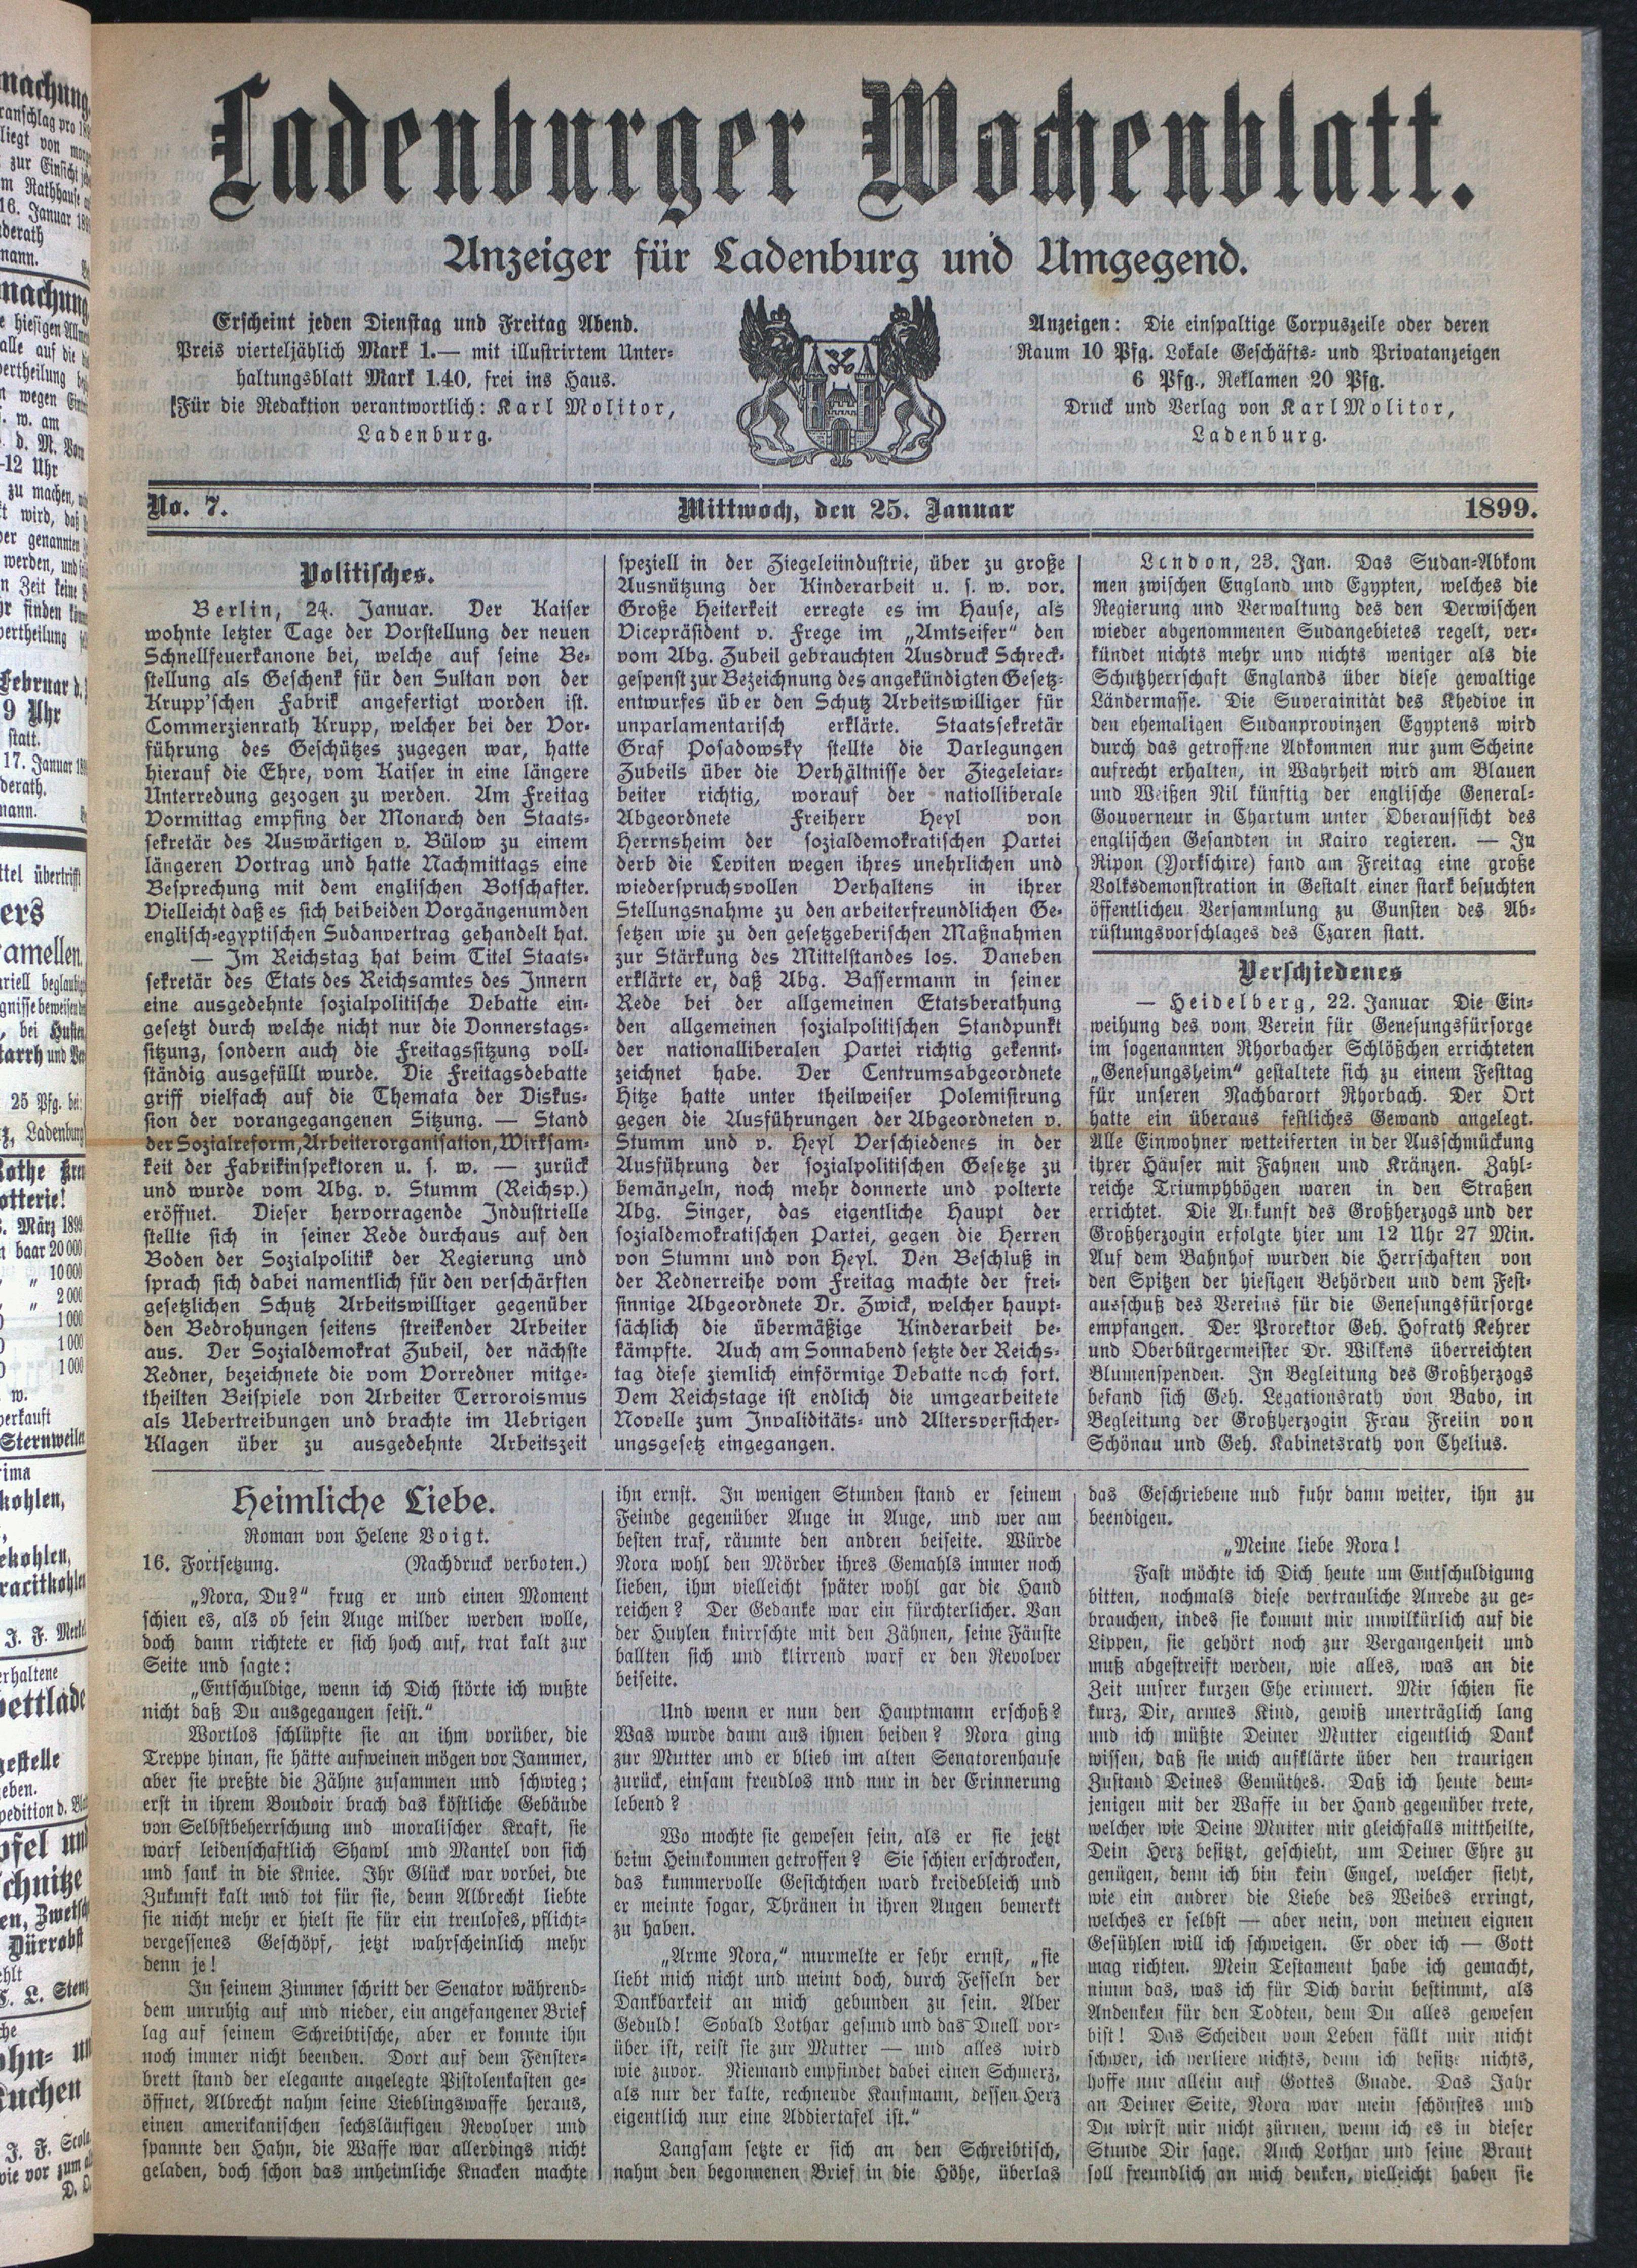 Ladenburger Wochenblatt.
Anzeiger für Ladenburg und Umgegend.
Erscheint jeden Dienstag und Freitag Abend.
Preis vierteljählich Mark 1.— mit illustrirtem Unter-
haltungsblatt Mark 1.40, frei ins Haus.
Für die Redaktion verantwortlich: Karl Molitor,
Ladenburg.
Anzeigen: Die einspaltige Corpuszeile oder deren
Raum 10 Pfg. Lokale Geschäfts- und Privatanzeigen
6 Pfg., Reklamen 20 Pfg.
Druck und Verlag von Karl Molitor,
Ladenburg.
No. 7.
Mittwoch, den 25. Januar
1899.
Politisches.
Berlin, 24. Januar. Der Kaiser
wohnte letzter Tage der Vorstellung der neuen
Schnellfeuerkanone bei, welche auf seine Be-
stellung als Geschenk für den Sultan von der
Krupp'schen Fabrik angefertigt worden ist.
Commerzienrath Krupp, welcher bei der Vor-
führung des Geschützes zugegen war, hatte
hierauf die Ehre, vom Kaiser in eine längere
Unterredung gezogen zu werden. Am Freitag
Vormittag empfing der Monarch den Staats-
sekretär des Auswärtigen v. Bülow zu einem
längeren Vortrag und hatte Nachmittags eine
Besprechung mit dem englischen Botschafter.
Vielleicht daß es sich bei beiden Vorgängen um den
englisch-egyptischen Sudanvertrag gehandelt hat.
— Im Reichstag hat beim Titel Staats-
sekretär des Etats des Reichsamtes des Innern
eine ausgedehnte sozialpolitische Debatte ein-
gesetzt durch welche nicht nur die Donnerstags-
sitzung, sondern auch die Freitagssitzung voll-
ständig ausgefüllt wurde. Die Freitagsdebatte
griff vielfach auf die Themata der Diskus-
sion der vorangegangenen Sitzung. — Stand
der Sozialreform, Arbeiterorganisation, Wirksam-
keit der Fabrikinspektoren u. s. w. — zurück
und wurde vom Abg. v. Stumm (Reichsp.)
eröffnet. Dieser hervorragende Industrielle
stellte sich in seiner Rede durchaus auf den
Boden der Sozialpolitik der Regierung und
sprach sich dabei namentlich für den verschärften
gesetzlichen Schutz Arbeitswilliger gegenüber
den Bedrohungen seitens streikender Arbeiter
aus. Der Sozialdemokrat Zubeil, der nächste
Redner, bezeichnete die vom Vorredner mitge-
theilten Beispiele von Arbeiter Terroroismus
als Uebertreibungen und brachte im Uebrigen
Klagen über zu ausgedehnte Arbeitszeit
speziell in der Ziegeleiindustrie, über zu große
Ausnützung der Kinderarbeit u. s. w. vor.
Große Heiterkeit erregte es im Hause, als
Vicepräsident v. Frege im „Amtseifer“ den
vom Abg. Zubeil gebrauchten Ausdruck Schreck-
gespenst zur Bezeichnung des angekündigten Gesetz-
entwurfes über den Schutz Arbeitswilliger für
unparlamentarisch erklärte. Staatssekretär
Graf Posadowsky stellte die Darlegungen
Zubeils über die Verhältnisse der Ziegeleiar-
beiter richtig, worauf der natiolliberale
Abgeordnete Freiherr Heyl von
Herrnsheim der sozialdemokratischen Partei
derb die Leviten wegen ihres unehrlichen und
wiederspruchsvollen Verhaltens in ihrer
Stellungsnahme zu den arbeiterfreundlichen Ge-
setzen wie zu den gesetzgeberischen Maßnahmen
zur Stärkung des Mittelstandes los. Daneben
erklärte er, daß Abg. Bassermann in seiner
Rede bei der allgemeinen Etatsberathung
den allgemeinen sozialpolitischen Standpunkt
der nationalliberalen Partei richtig gekennt-
zeichnet habe. Der Centrumsabgeordnete
Hitze hatte unter theilweiser Polemisirung
gegen die Ausführungen der Abgeordneten v.
Stumm und v. Heyl Verschiedenes in der
Ausführung der sozialpolitischen Gesetze zu
bemängeln, noch mehr donnerte und polterte
Abg. Singer, das eigentliche Haupt der
sozialdemokratischen Partei, gegen die Herren
von Stumm und von Heyl. Den Beschluß in
der Rednerreihe vom Freitag machte der frei-
sinnige Abgeordnete Dr. Zwick, welcher haupt-
sächlich die übermäßige Kinderarbeit be-
kämpfte. Auch am Sonnabend setzte der Reichs-
tag diese ziemlich einförmige Debatte noch fort.
Dem Reichstage ist endlich die umgearbeitete
Novelle zum Invaliditäts- und Altersversicher-
ungsgesetz eingegangen.
London, 23. Jan. Das Sudan-Abkom
men zwischen England und Egypten, welches die
Regierung und Verwaltung des den Derwischen
wieder abgenommenen Sudangebietes regelt, ver-
kündet nichts mehr und nichts weniger als die
Schutzherrschaft Englands über diese gewaltige
Ländermasse. Die Suverainität des Khedive in
den ehemaligen Sudanprovinzen Egyptens wird
durch das getroffene Abkommen nur zum Scheine
aufrecht erhalten, in Wahrheit wird am Blauen
und Weißen Nil künftig der englische General-
Gouverneur in Chartum unter Oberaufsicht des
englischen Gesandten in Kairo regieren. — In
Ripon (Yorkschire) fand am Freitag eine große
Volksdemonstration in Gestalt einer stark besuchten
öffentlicheu Versammlung zu Gunsten des Ab-
rüstungsvorschlages des Czaren statt.
Verschiedenes
— Heidelberg, 22. Januar Die Ein-
weihung des vom Verein für Genesungsfürsorge
im sogenannten Rhorbacher Schlößchen errichteten
„Genesungsheim“ gestaltete sich zu einem Festtag
für unseren Nachbarort Rhorbach. Der Ort
hatte ein überaus festliches Gewand angelegt.
Alle Einwohner wetteiferten in der Ausschmückung
ihrer Häuser mit Fahnen und Kränzen. Zahl-
reiche Triumphbögen waren in den Straßen
errichtet. Die Ankunft des Großherzogs und der
Großherzogin erfolgte hier um 12 Uhr 27 Min.
Auf dem Bahnhof wurden die Herrschaften von
den Spitzen der hiesigen Behörden und dem Fest-
ausschuß des Vereins für die Genesungsfürsorge
empfangen. Der Prorektor Geh. Hofrath Kehrer
und Oberbürgermeister Dr. Wilkens überreichten
Blumenspenden. In Begleitung des Großherzogs
befand sich Geh. Legationsrath von Babo, in
Begleitung der Großherzogin Frau Freiin von
Schönau und Geh. Kabinetsrath von Chelius.
Heimliche Liebe.
Roman von Helene Voigt.
16. Fortsetzung. (Nachdruck verboten.)
„Nora, Du?“ frug er und einen Moment
schien es, als ob sein Auge milder werden wolle,
doch dann richtete er sich hoch auf, trat kalt zur
Seite und sagte:
„Entschuldige, wenn ich Dich störte ich wußte
nicht daß Du ausgegangen seist.“
Wortlos schlüpfte sie an ihm vorüber, die
Treppe hinan, sie hätte aufweinen mögen vor Jammer,
aber sie preßte die Zähne zusammen und schwieg;
erst in ihrem Boudoir brach das köstliche Gebäude
von Selbstbeherrschung und moralischer Kraft, sie
warf leidenschaftlich Shawl und Mantel von sich
und sank in die Kniee. Ihr Glück war vorbei, die
Zukunft kalt und tot für sie, denn Albrecht liebte
sie nicht mehr er hielt sie für ein treuloses, pflicht-
vergessenes Geschöpf, jetzt wahrscheinlich mehr
denn je!
In seinem Zimmer schritt der Senator während-
dem unruhig auf und nieder, ein angefangener Brief
lag auf seinem Schreibtische, aber er konnte ihn
noch immer nicht beenden. Dort auf dem Fenster-
brett stand der elegante angelegte Pistolenkasten ge-
öffnet, Albrecht nahm seine Lieblingswaffe heraus,
einen amerikanischen sechsläufigen Revolver und
spannte den Hahn, die Waffe war allerdings nicht
geladen, doch schon das unheimliche Knacken machte
ihn ernst. In wenigen Stunden stand er seinem
Feinde gegenüber Auge in Auge, und wer am
besten traf, räumte den andren beiseite. Würde
Nora wohl den Mörder ihres Gemahls immer noch
lieben, ihm vielleicht später wohl gar die Hand
reichen? Der Gedanke war ein fürchterlicher. Van
der Huylen knirrschte mit den Zähnen, seine Fäuste
ballten sich und klirrend warf er den Revolver
beiseite.
Und wenn er nun den Hauptmann erschoß?
Was wurde dann aus ihnen beiden? Nora ging
zur Mutter und er blieb im alten Senatorenhause
zurück, einsam freudlos und nur in der Erinnerung
lebend?
Wo mochte sie gewesen sein, als er sie jetzt
beim Heimkommen getroffen? Sie schien erschrocken,
das kummervolle Gesichtchen ward kreidebleich und
er meinte sogar, Thränen in ihren Augen bemerkt
zu haben.
„Arme Nora,“ murmelte er sehr ernst, „sie
liebt mich nicht und meint doch, durch Fesseln der
Dankbarkeit an mich gebunden zu sein. Aber
Geduld! Sobald Lothar gesund und das Duell vor-
über ist, reist sie zur Mutter — und alles wird
wie zuvor. Niemand empfindet dabei einen Schmerz,
als nur der kalte, rechnende Kaufmann, dessen Herz
eigentlich nur eine Addiertafel ist.“
Langsam setzte er sich an den Schreibtisch,
nahm den begonnenen Brief in die Höhe, überlas
das Geschriebene und fuhr dann weiter, ihn zu
beendigen.
„Meine liebe Nora!
Fast möchte ich Dich heute um Entschuldigung
bitten, nochmals diese vertrauliche Anrede zu ge-
brauchen, indes sie kommt mir unwilkürlich auf die
Lippen, sie gehört noch zur Vergangenheit und
muß abgestreift werden, wie alles, was an die
Zeit unsrer kurzen Ehe erinnert. Mir schien sie
kurz, Dir, armes Kind, gewiß unerträglich lang
und ich müßte Deiner Mutter eigentlich Dank
wissen, daß sie mich aufklärte über den traurigen
Zustand Deines Gemüthes. Daß ich heute dem-
jenigen mit der Waffe in der Hand gegenüber trete,
welcher wie Deine Mutter mir gleichfalls mittheilte,
Dein Herz besitzt, geschieht, um Deiner Ehre zu
genügen, denn ich bin kein Engel, welcher sieht,
wie ein andrer die Liebe des Weibes erringt,
welches er selbst — aber nein, von meinen eignen
Gefühlen will ich schweigen. Er oder ich — Gott
mag richten. Mein Testament habe ich gemacht,
nimm das, was ich für Dich darin bestimmt, als
Andenken für den Todten, dem Du alles gewesen
bist! Das Scheiden vom Leben fällt mir nicht
schwer, ich verliere nichts, denn ich besitze nichts,
hoffe nur allein auf Gottes Gnade. Das Jahr
an Deiner Seite, Nora war mein schönstes und
Du wirst mir nicht zürnen, wenn ich es in dieser
Stunde Dir sage. Auch Lothar und seine Braut
soll freundlich an mich denken, vielleicht haben sie